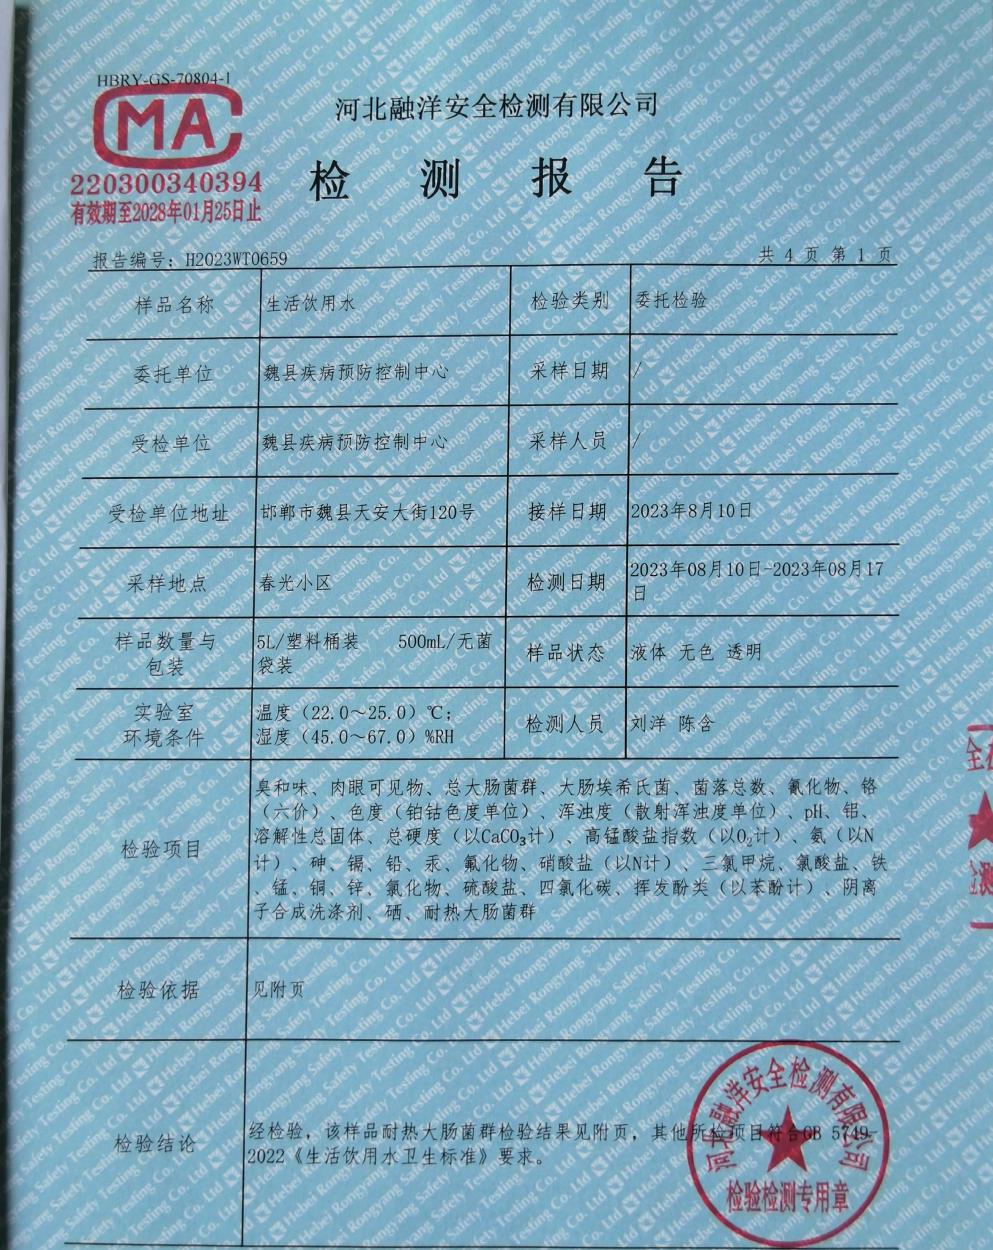 HBRY-GS-70804-1
MA
河北融洋安全检测有限公司
检 测 报 告
220300340394
有效期至2028年01月25日止
报告编号：H2023WT0659
共 4 页 第 1 页
样品名称 生活饮用水 检验类别 委托检验
委托单位 魏县疾病预防控制中心 采样日期 /
受检单位 魏县疾病预防控制中心 采样人员 /
受检单位地址 邯郸市魏县天安大街120号 接样日期 2023年8月10日
采样地点 春光小区 检测日期 2023年08月10日-2023年08月17
日
样品数量与 5L/塑料桶装 500mL/无菌 样品状态 液体 无色 透明
包装 袋装
实验室 温度（22.0～25.0）℃； 检测人员 刘洋 陈含
环境条件 湿度（45.0～67.0）%RH
检验项目
臭和味、肉眼可见物、总大肠菌群、大肠埃希氏菌、菌落总数、氰化物、铬
（六价）、色度（铂钴色度单位）、浑浊度（散射浑浊度单位）、pH、铝、
溶解性总固体、总硬度（以CaCO₃计）、高锰酸盐指数（以O₂计）、氨（以N
计）、砷、镉、铅、汞、氟化物、硝酸盐（以N计）、三氯甲烷、氯酸盐、铁
、锰、铜、锌、氯化物、硫酸盐、四氯化碳、挥发酚类（以苯酚计）、阴离
子合成洗涤剂、硒、耐热大肠菌群
检验依据 见附页
检验结论
经检验，该样品耐热大肠菌群检验结果见附页，其他所检项目符合GB 5749-
2022《生活饮用水卫生标准》要求。
河北融洋安全检测有限公司
检验检测专用章
Hebei Rongyang Safety Testing Co. Ltd